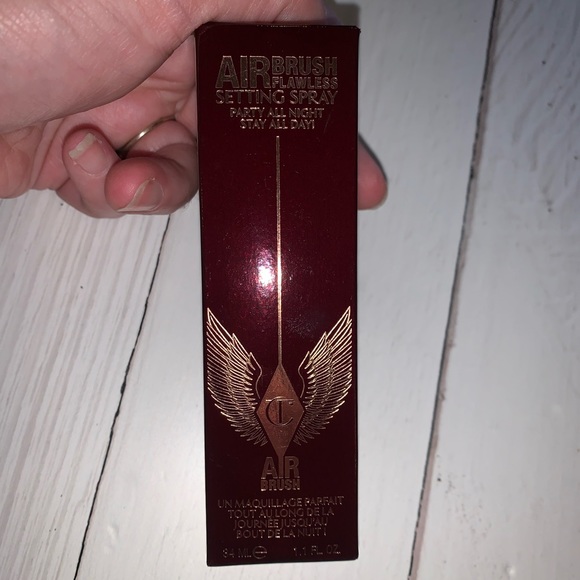 AIRBRUSH
FLAWLESS
SETTING SPRAY
PARTY ALL NIGHT
STAY ALL DAY!
CT
AIR
BRUSH
UN MAQUILLAGE PARFAIT
TOUT AU LONG DE LA
JOURNÉE JUSQU'AU
BOUT DE LA NUIT !
34 ML ℮ 1.1 FL. OZ.